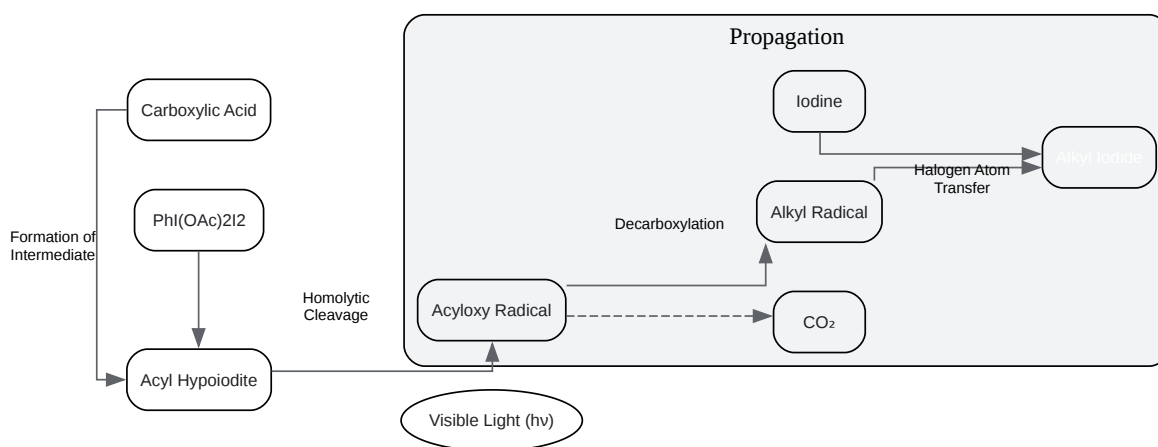 Propagation
Carboxylic Acid
Iodine
Alkyl Iodide
Halogen Atom
Transfer
PhI(OAc)2I2
Alkyl Radical
Decarboxylation
Formation of
Intermediate
Homolytic
Cleavage
Acyloxy Radical
CO₂
Acyl Hypoiodite
Visible Light (hν)